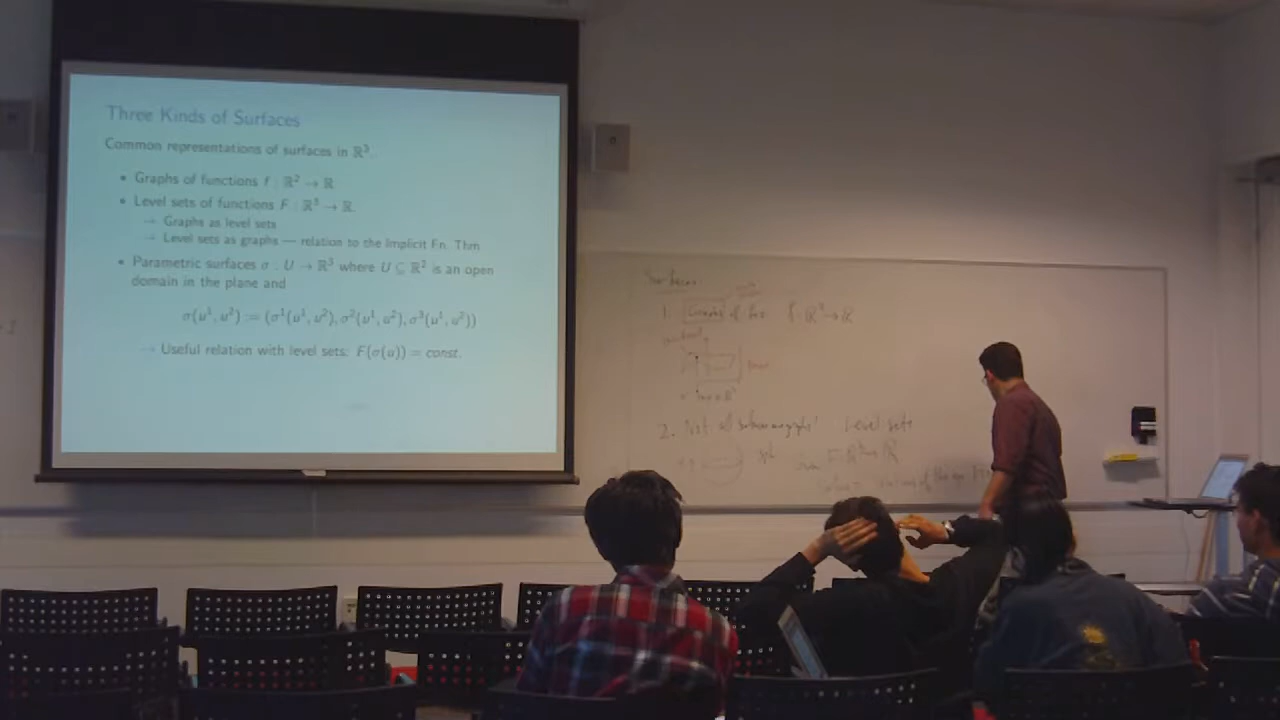 Three Kinds of Surfaces
Common representations of surfaces in ℝ³.
• Graphs of functions f : ℝ² → ℝ
• Level sets of functions F : ℝ³ → ℝ.
→ Graphs as level sets
→ Level sets as graphs — relation to the Implicit Fn. Thm
• Parametric surfaces σ : U → ℝ³ where U ⊆ ℝ² is an open
domain in the plane and
σ(u¹, u²) := (σ¹(u¹, u²), σ²(u¹, u²), σ³(u¹, u²))
→ Useful relation with level sets: F(σ(u)) = const.
Surfaces
1. Graphs of fns f: ℝ² → ℝ
2. Not all surfaces Level sets